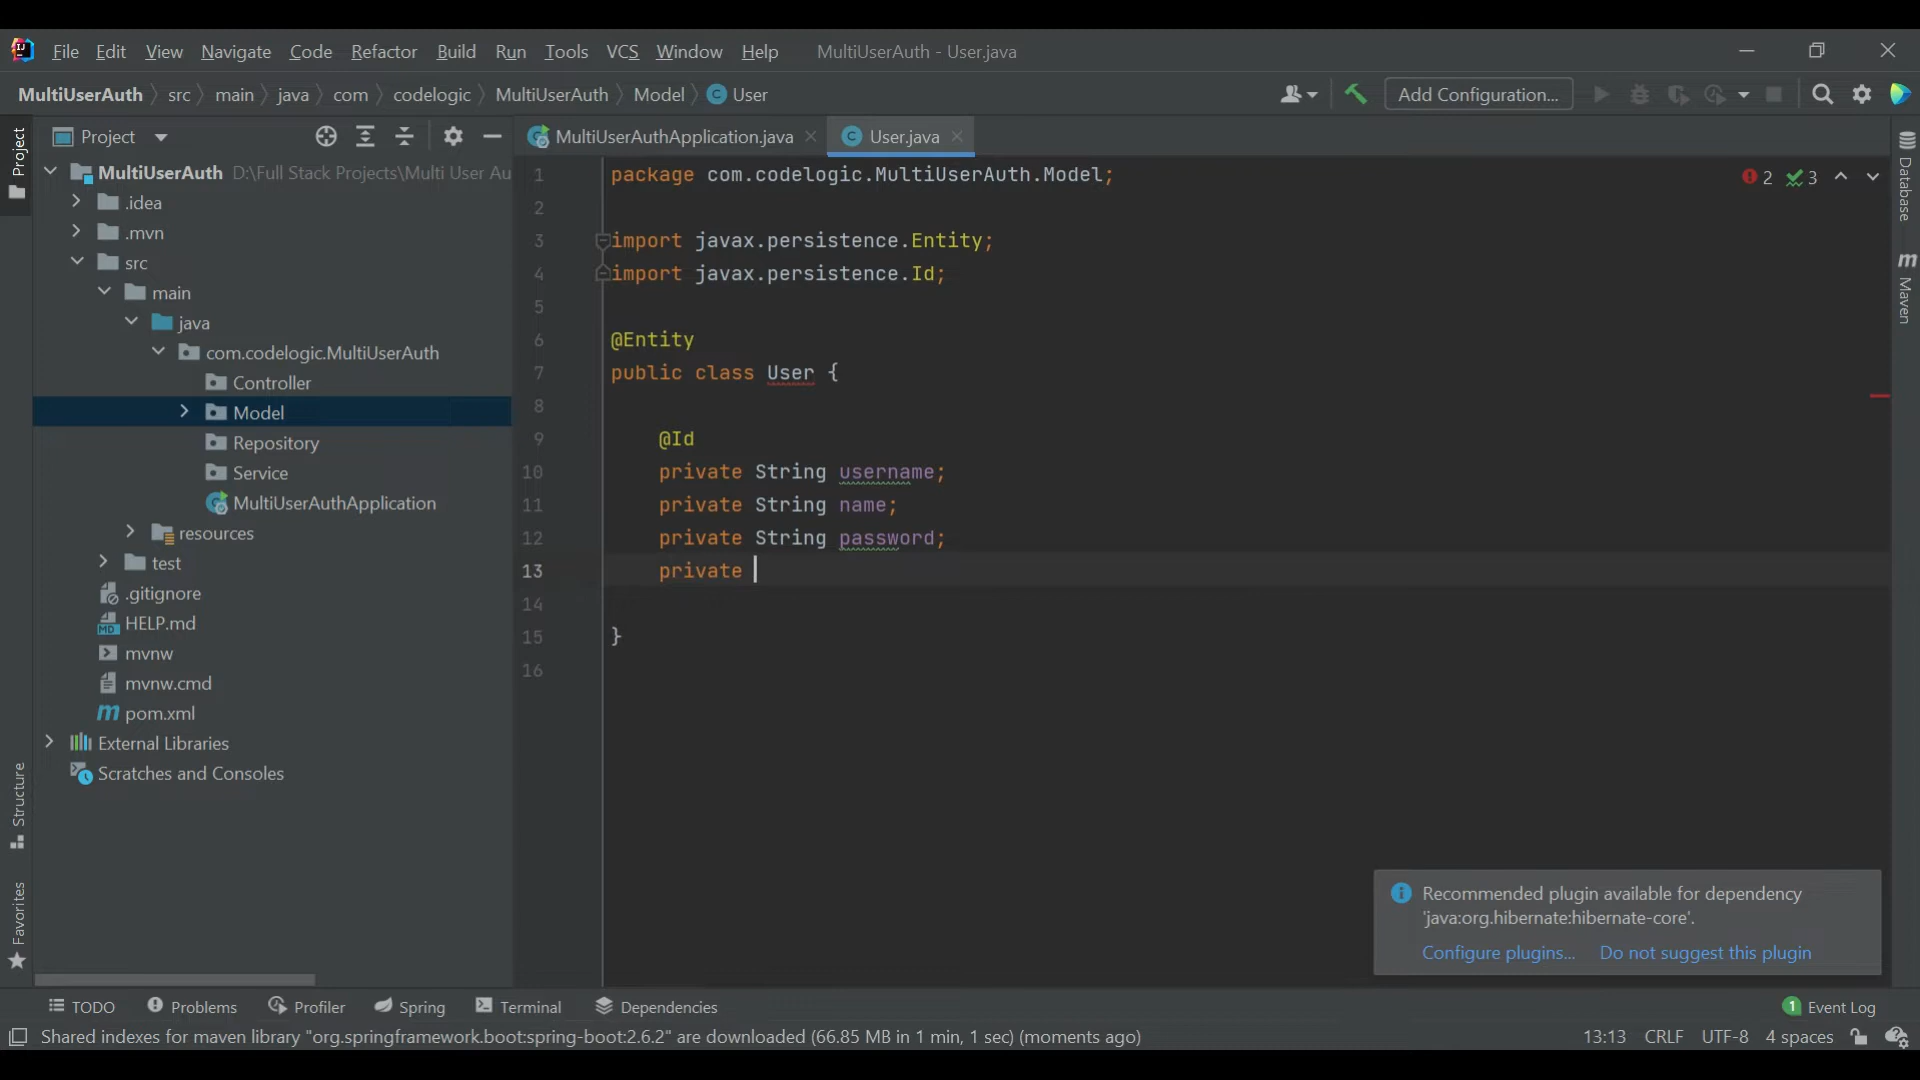 File Edit View Navigate Code Refactor Build Run Tools VCS Window Help MultiUserAuth - User.java
MultiUserAuth src main java com codelogic MultiUserAuth Model C User Add Configuration...
Project
MultiUserAuthApplication.java
C User.java
Project
Structure
Favorites
MultiUserAuth D:\Full Stack Projects\Multi User Au
.idea
.mvn
src
main
java
com.codelogic.MultiUserAuth
Controller
Model
Repository
Service
MultiUserAuthApplication
resources
test
.gitignore
HELP.md
mvnw
mvnw.cmd
pom.xml
External Libraries
Scratches and Consoles
1 package com.codelogic.MultiUserAuth.Model;
2
3 import javax.persistence.Entity;
4 import javax.persistence.Id;
5
6 @Entity
7 public class User {
8
9 @Id
10 private String username;
11 private String name;
12 private String password;
13 private
14
15 }
16
2 3
Database
m Maven
Recommended plugin available for dependency
'java:org.hibernate:hibernate-core'.
Configure plugins... Do not suggest this plugin
TODO Problems Profiler Spring Terminal Dependencies 1 Event Log
Shared indexes for maven library "org.springframework.boot:spring-boot:2.6.2" are downloaded (66.85 MB in 1 min, 1 sec) (moments ago) 13:13 CRLF UTF-8 4 spaces